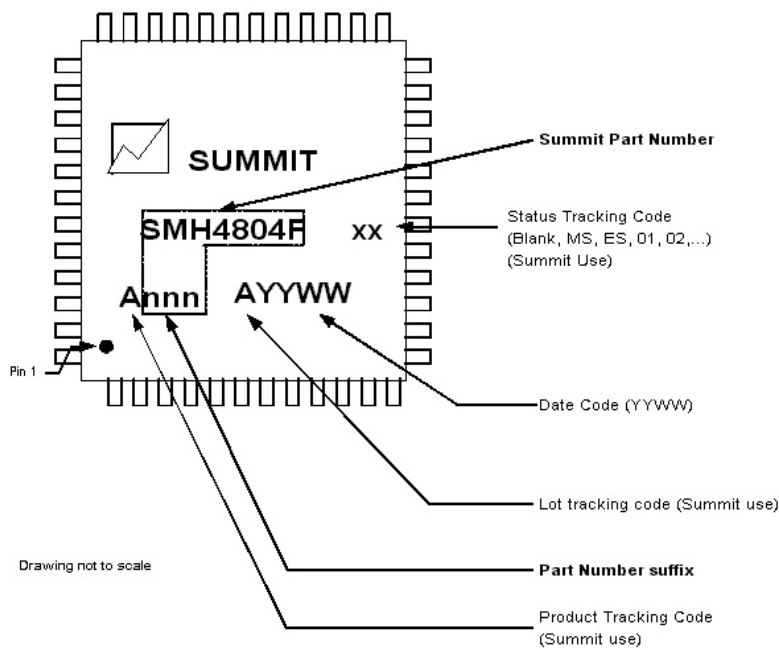 Summit Part Number
SUMMIT
Status Tracking Code
(Blank, MS, ES, 01, 02,...)
(Summit Use)
SMH4804F
xx
Annn
AYYWW
Pin 1
Date Code (YYWW)
Lot tracking code (Summit use)
Drawing not to scale
Part Number suffix
Product Tracking Code
(Summit use)